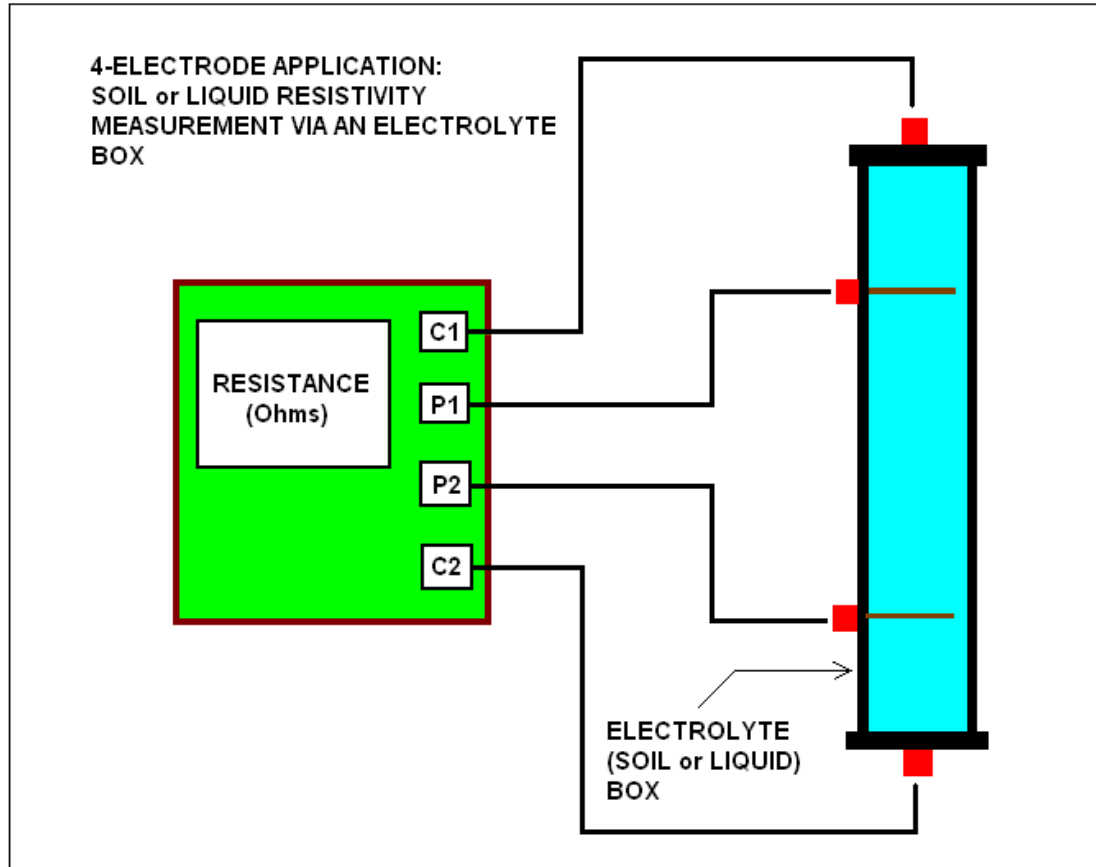 4-ELECTRODE APPLICATION:
SOIL or LIQUID RESISTIVITY
MEASUREMENT VIA AN ELECTROLYTE
BOX
RESISTANCE
(Ohms)
C1
P1
P2
C2
ELECTROLYTE
(SOIL or LIQUID)
BOX